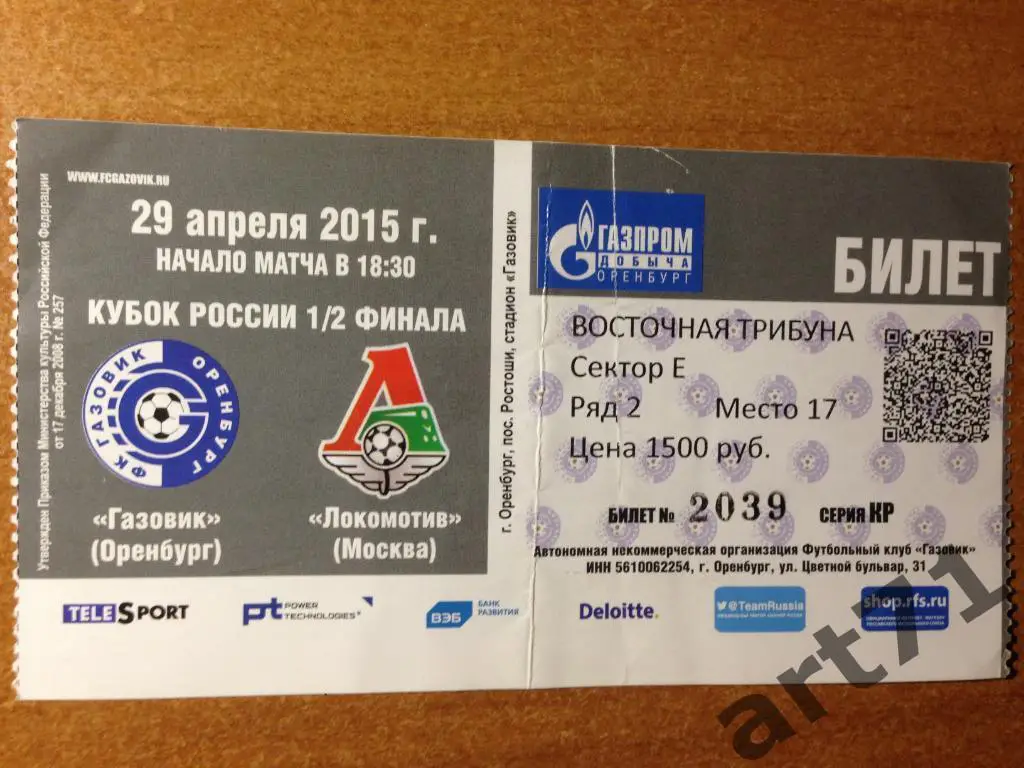 WWW.FCGAZOVIK.RU
29 апреля 2015 г.
НАЧАЛО МАТЧА В 18:30
КУБОК РОССИИ 1/2 ФИНАЛА
ФК ГАЗОВИК ОРЕНБУРГ
Л
«Газовик»
(Оренбург)
«Локомотив»
(Москва)
Утвержден Приказом Министерства культуры Российской Федерации
от 17 декабря 2008 г. № 257
г. Оренбург, пос. Ростоши, стадион «Газовик»
ГАЗПРОМ
ДОБЫЧА
ОРЕНБУРГ
БИЛЕТ
ВОСТОЧНАЯ ТРИБУНА
Сектор Е
Ряд 2 Место 17
Цена 1500 руб.
БИЛЕТ № 2039 СЕРИЯ КР
Автономная некоммерческая организация Футбольный клуб «Газовик»
ИНН 5610062254, г. Оренбург, ул. Цветной бульвар, 31
TELESPORT
PT POWER
TECHNOLOGIES
ВЭБ БАНК
РАЗВИТИЯ
Deloitte.
@TeamRussia
shop.rfs.ru
art71